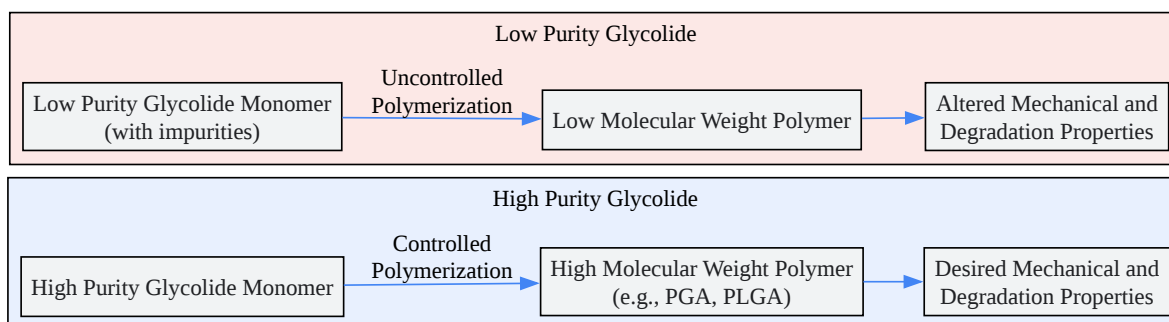 Low Purity Glycolide
Uncontrolled
Polymerization
Low Purity Glycolide Monomer
(with impurities)
Low Molecular Weight Polymer
Altered Mechanical and
Degradation Properties
High Purity Glycolide
Controlled
Polymerization
High Purity Glycolide Monomer
High Molecular Weight Polymer
(e.g., PGA, PLGA)
Desired Mechanical and
Degradation Properties